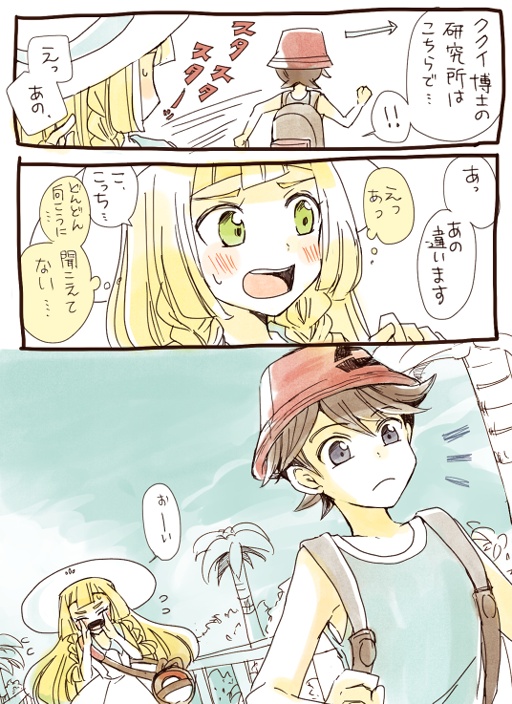 ククイ博士の
研究所は
こちらで…
!!
スタ
スタ
スター
えっ
あの、
あっ
あの
違います
えっ
あっ
こ、
こっち…
どんどん
向こうに
…
聞こえて
ない…
おーい